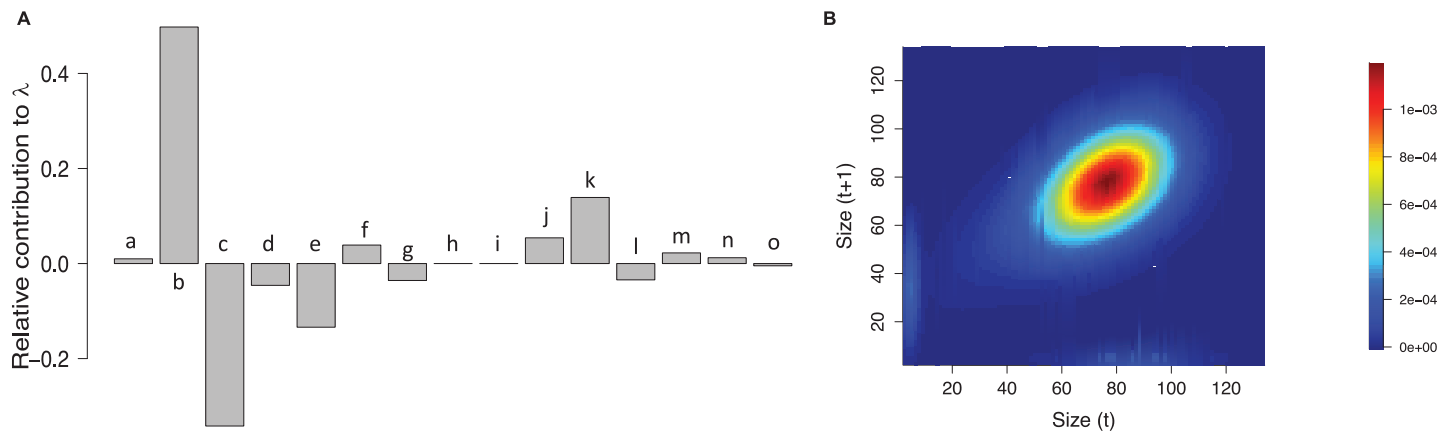 A
Relative contribution to λ
0.4
0.2
0.0
−0.2
a
b
c
d
e
f
g
h
i
j
k
l
m
n
o
B
Size (t+1)
120
100
80
60
40
20
20
40
60
80
100
120
Size (t)
1e−03
8e−04
6e−04
4e−04
2e−04
0e+00